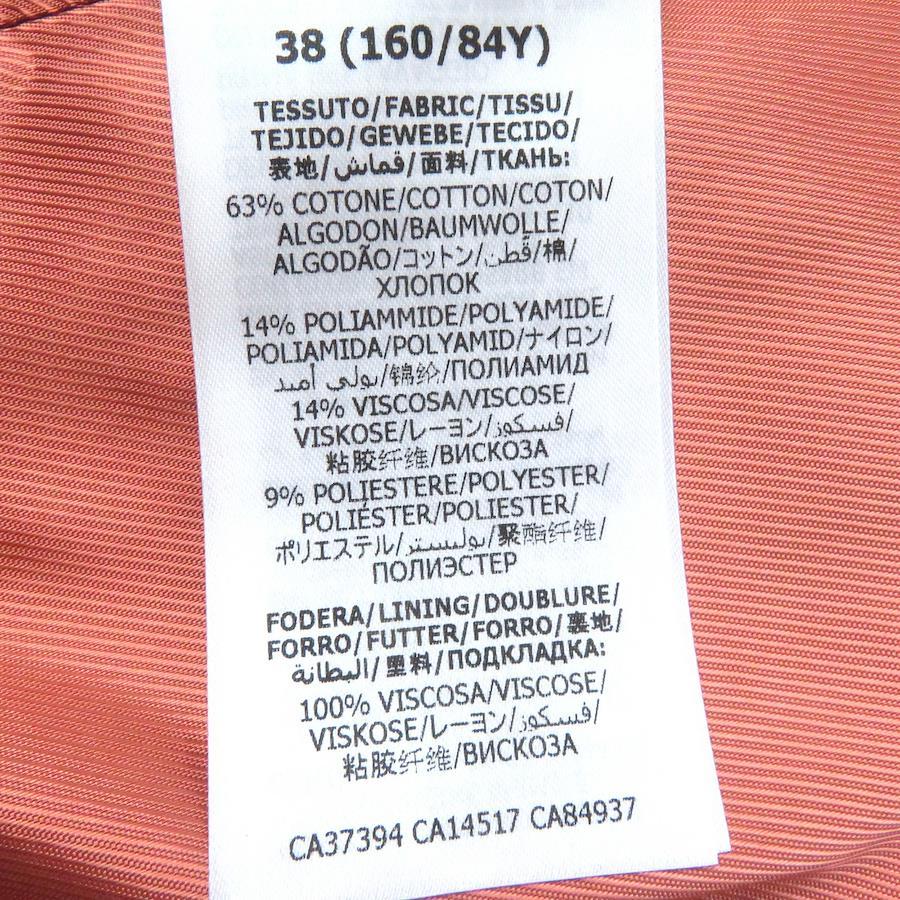 38 (160/84Y)
TESSUTO/FABRIC/TISSU/
TEJIDO/GEWEBE/TECIDO/
表地/قماش/面料/ТКАНЬ:
63% COTONE/COTTON/COTON/
ALGODON/BAUMWOLLE/
ALGODÃO/コットン/قطن/棉/
ХЛОПОК
14% POLIAMMIDE/POLYAMIDE/
POLIAMIDA/POLYAMID/ナイロン/
بولي أميد/锦纶/ПОЛИАМИД
14% VISCOSA/VISCOSE/
VISKOSE/レーヨン/فسكوز/
粘胶纤维/ВИСКОЗА
9% POLIESTERE/POLYESTER/
POLIÉSTER/POLIESTER/
ポリエステル/بوليستر/聚酯纤维/
ПОЛИЭСТЕР
FODERA/LINING/DOUBLURE/
FORRO/FUTTER/FORRO/裏地/
البطانة/里料/ПОДКЛАДКА:
100% VISCOSA/VISCOSE/
VISKOSE/レーヨン/فسكوز/
粘胶纤维/ВИСКОЗА
CA37394 CA14517 CA84937